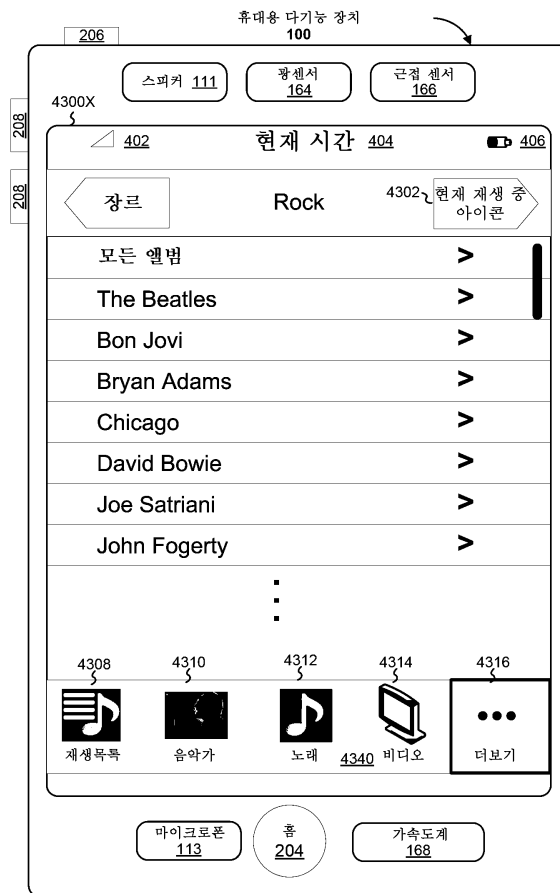 휴대용 다기능 장치
100
206
스피커 111
광센서
164
근접 센서
166
4300X
208
208
402
현재 시간 404
406
장르
Rock
4302
현재 재생 중
아이콘
모든 앨범 >
The Beatles >
Bon Jovi >
Bryan Adams >
Chicago >
David Bowie >
Joe Satriani >
John Fogerty >
4308
4310
4312
4314
4316
재생목록
음악가
노래
4340
비디오
더보기
마이크로폰
113
홈
204
가속도계
168